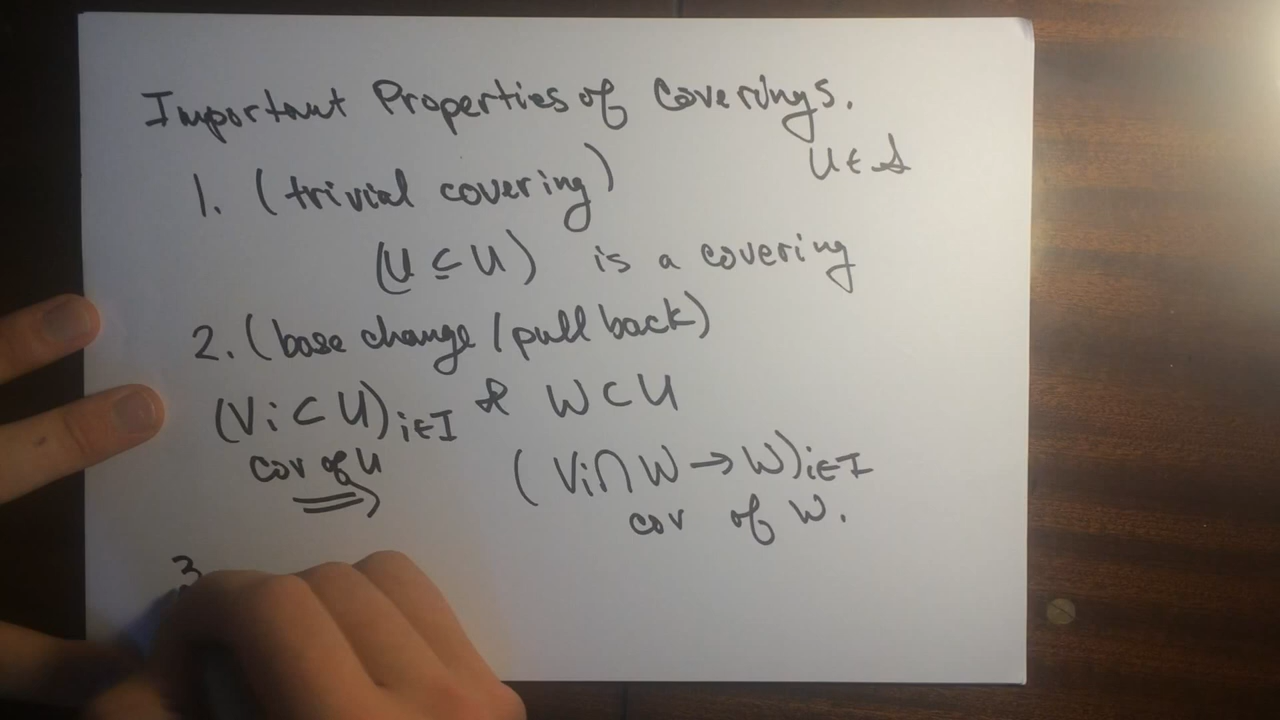 Important Properties of Coverings.
U ∈ 𝒮
1. (trivial covering)
(U ⊆ U) is a covering
2. (base change / pull back)
(Vi ⊂ U)i∈I & W ⊂ U
cov of U ⟹ (Vi ∩ W → W)i∈I
cov of W.
3